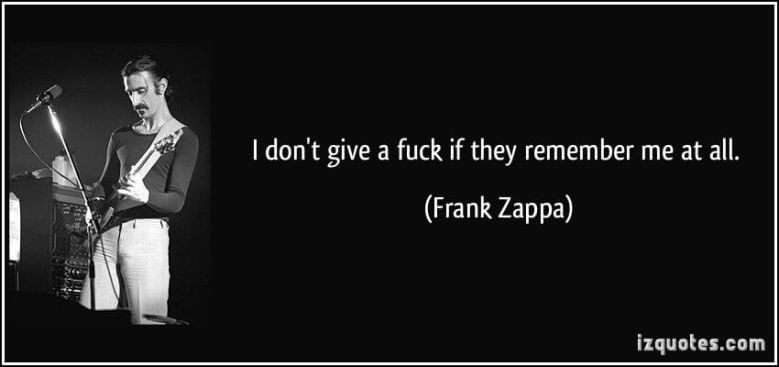 I don't give a fuck if they remember me at all.
(Frank Zappa)
izquotes.com